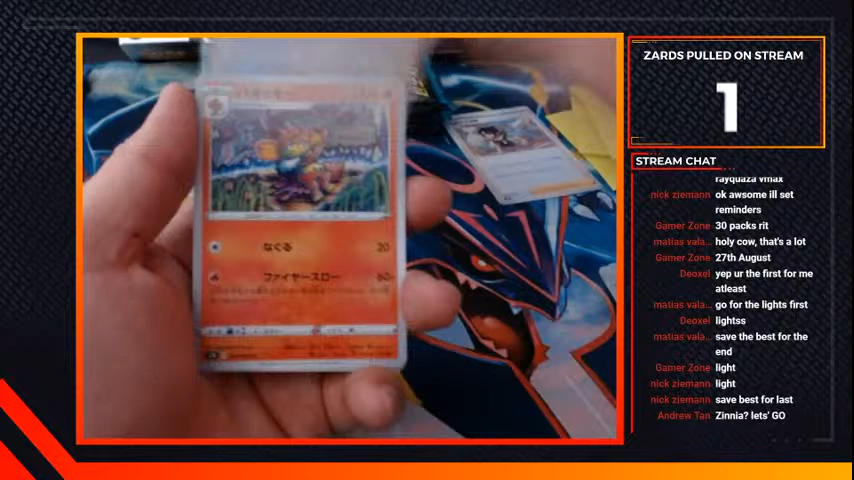 ZARDS PULLED ON STREAM
1
STREAM CHAT
rayquaza vmax
nick ziemann ok awsome ill set
reminders
Gamer Zone 30 packs rit
matias vala... holy cow, that's a lot
Gamer Zone 27th August
Deoxel yep ur the first for me
atleast
matias vala... go for the lights first
Deoxel lightss
matias vala... save the best for the
end
Gamer Zone light
nick ziemann light
nick ziemann save best for last
Andrew Tan Zinnia? lets' GO
なぐる 20
ファイヤースロー 60